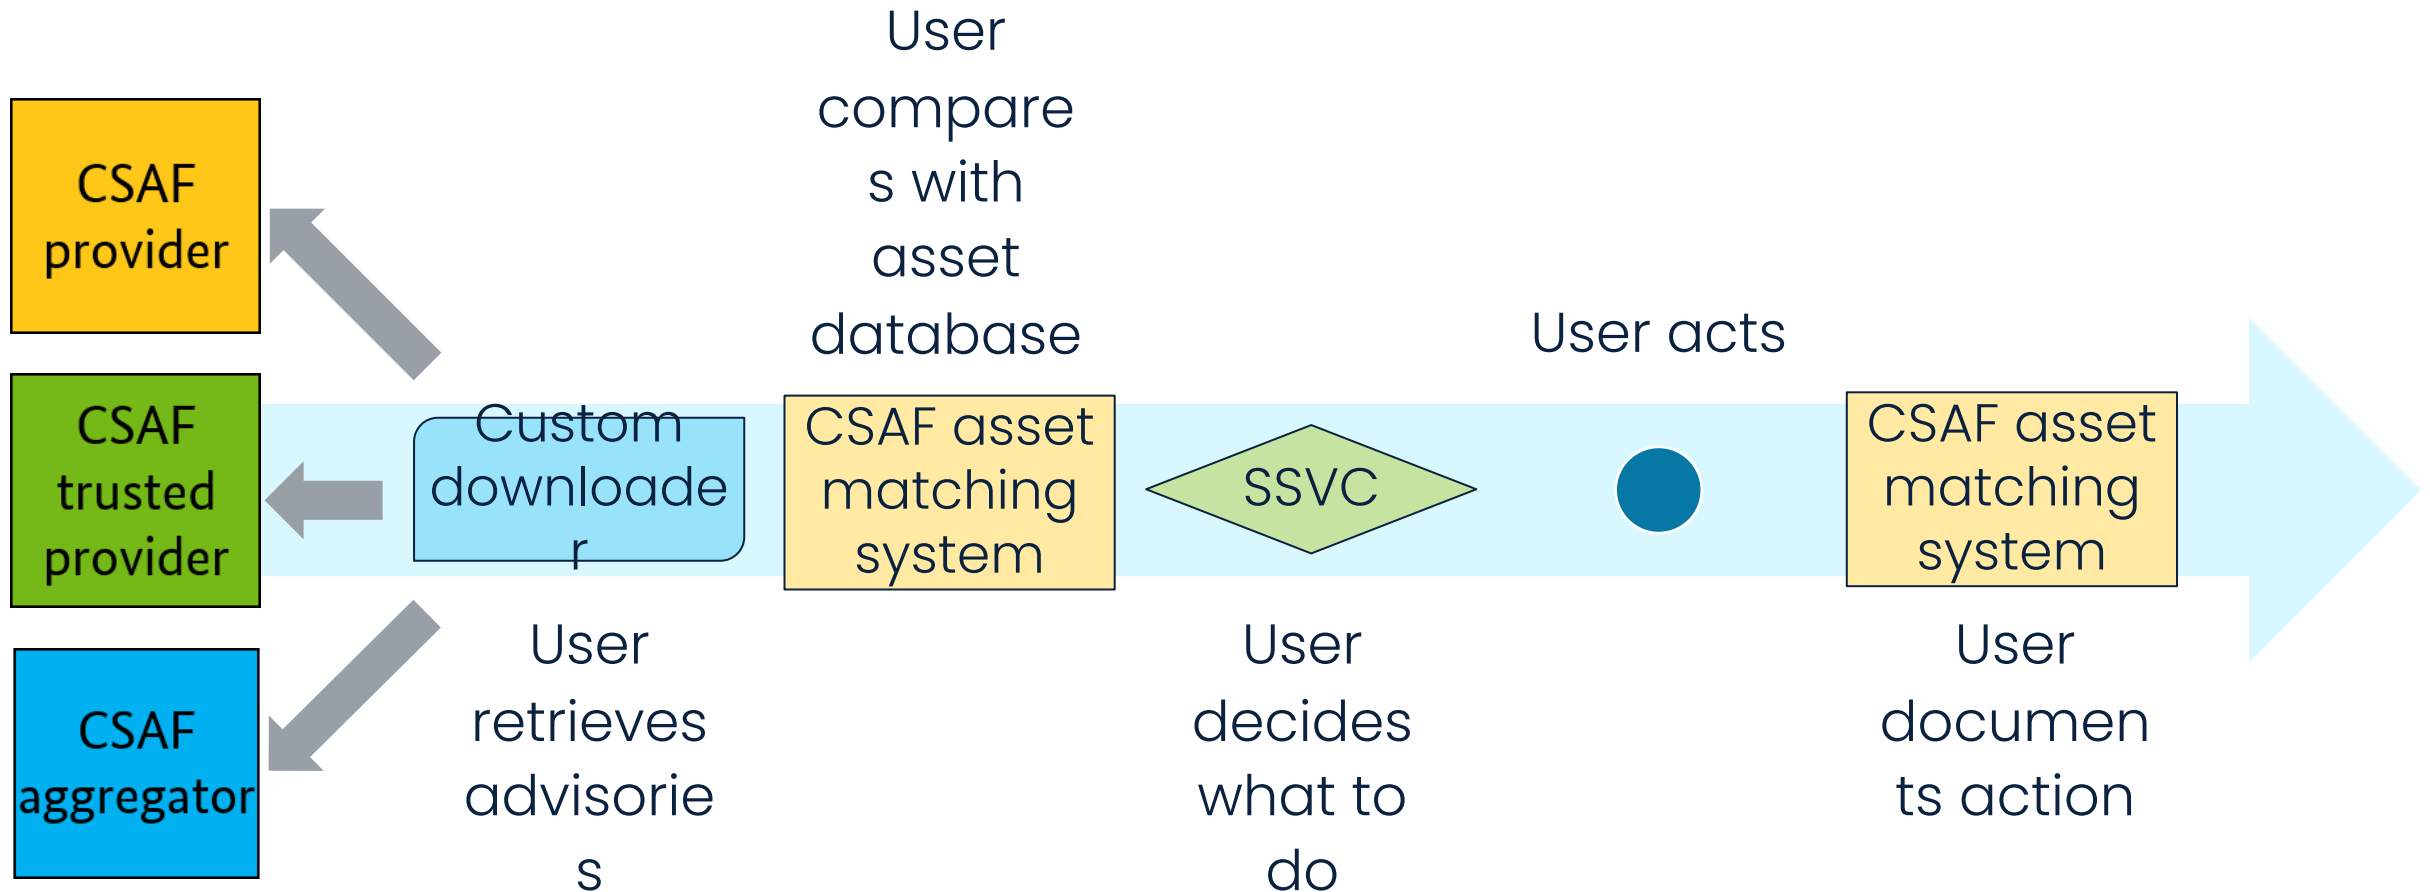 User
compare
s with
asset
database
CSAF
provider
User acts
CSAF
trusted
provider
Custom
downloade
r
CSAF asset
matching
system
SSVC
CSAF asset
matching
system
CSAF
aggregator
User
retrieves
advisorie
s
User
decides
what to
do
User
documen
ts action